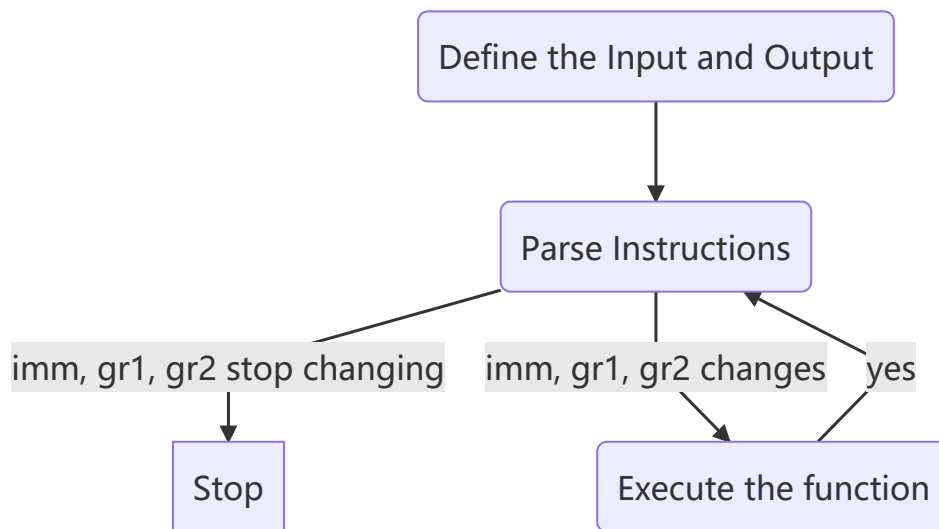 Define the Input and Output
Parse Instructions
imm, gr1, gr2 stop changing
imm, gr1, gr2 changes
yes
Stop
Execute the function